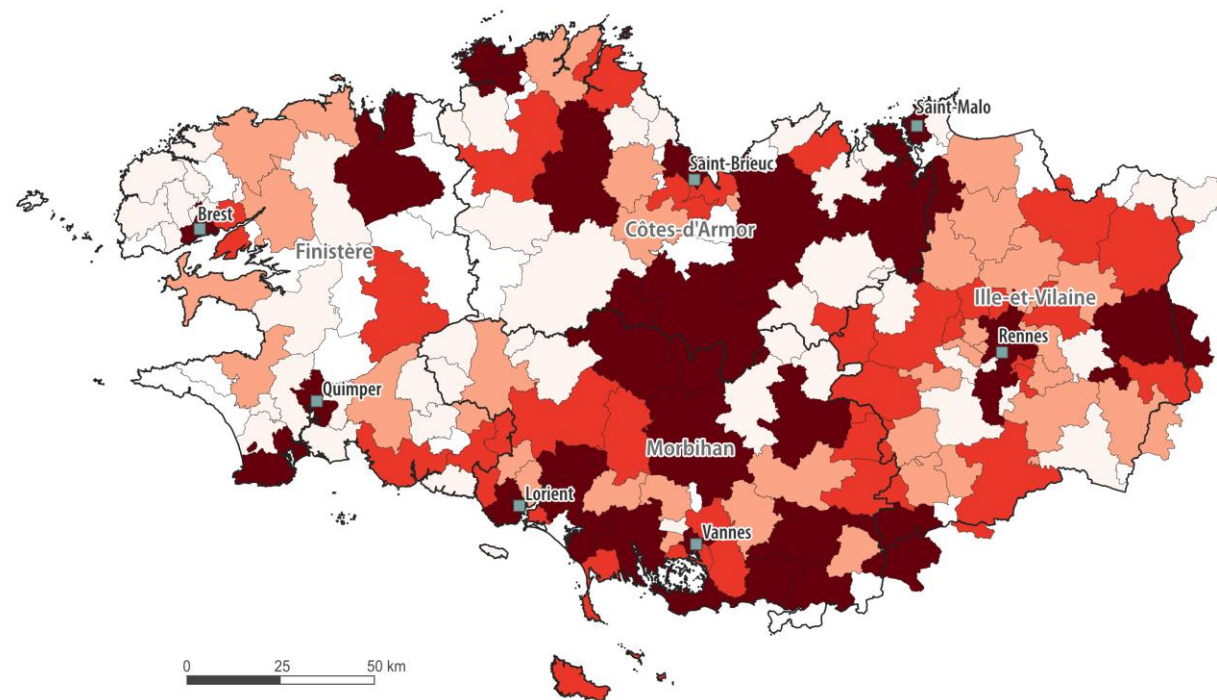 Saint-Malo
Saint-Brieuc
Brest
Côtes-d'Armor
Finistère
Ille-et-Vilaine
Rennes
Quimper
Morbihan
Lorient
Vannes
0 25 50 km